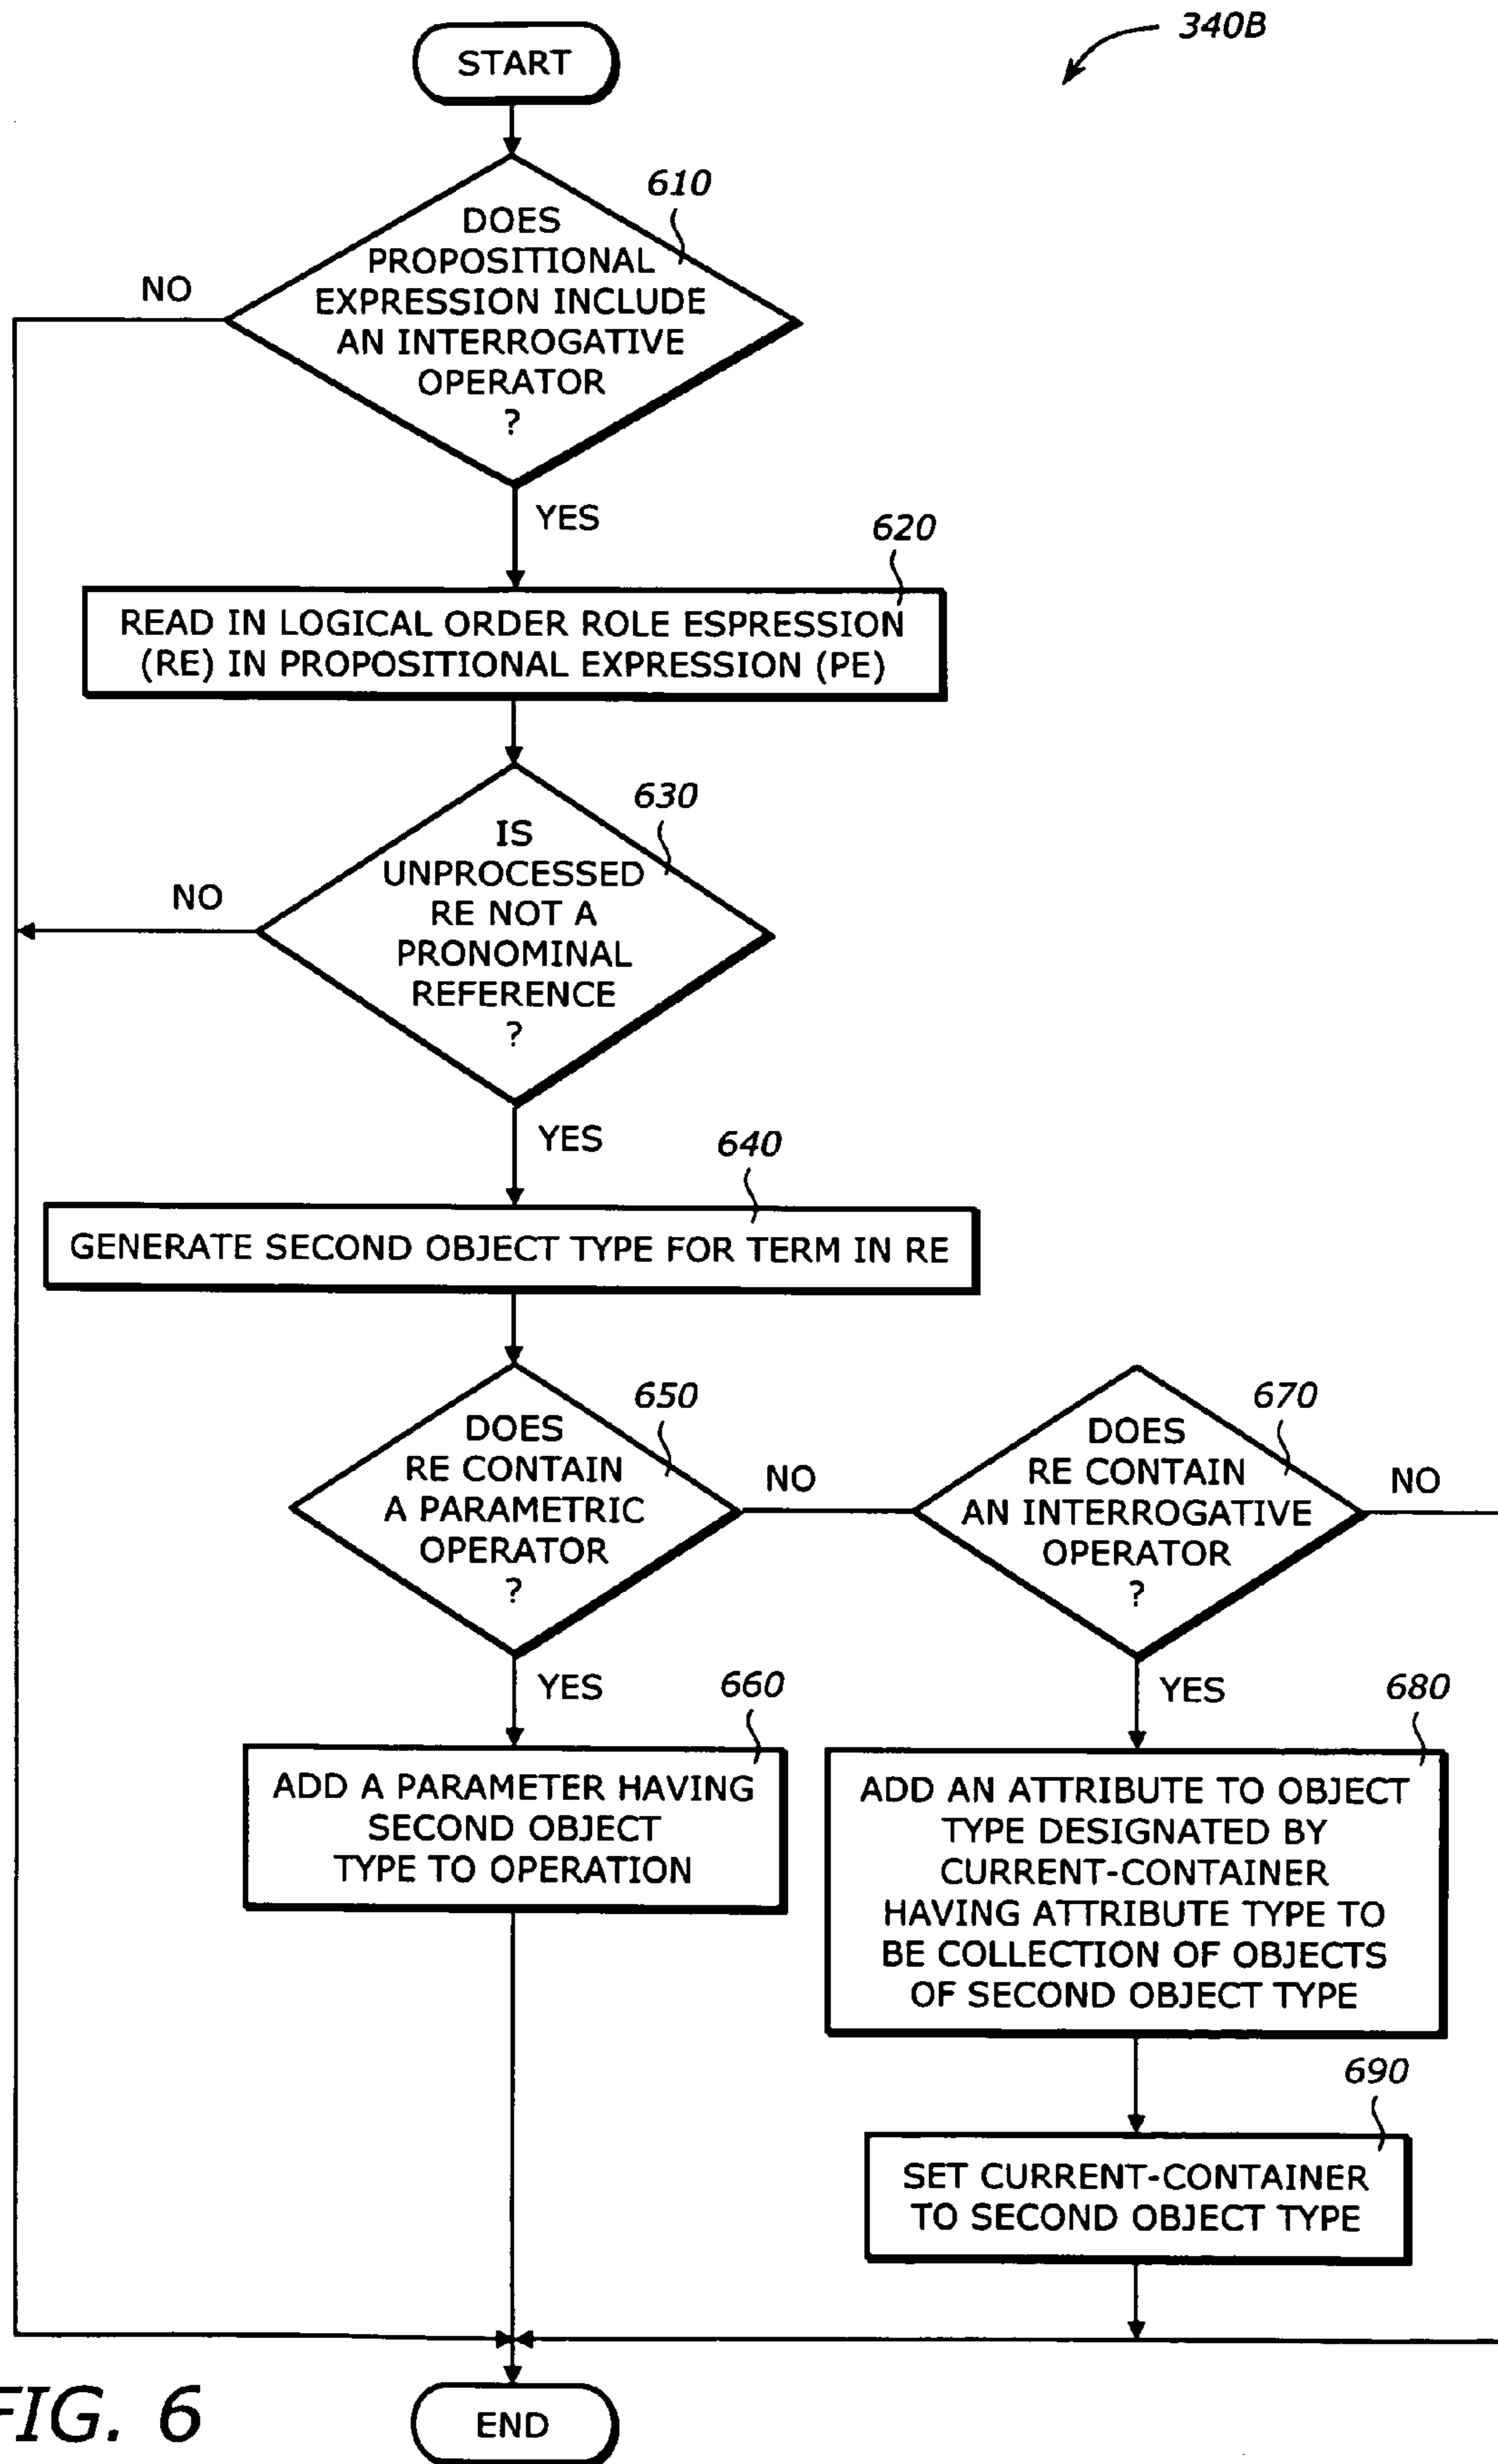 340B
START
610
DOES
PROPOSITIONAL
EXPRESSION INCLUDE
AN INTERROGATIVE
OPERATOR
?
NO
YES
620
READ IN LOGICAL ORDER ROLE ESPRESSION
(RE) IN PROPOSITIONAL EXPRESSION (PE)
630
IS
UNPROCESSED
RE NOT A
PRONOMINAL
REFERENCE
?
NO
YES
640
GENERATE SECOND OBJECT TYPE FOR TERM IN RE
650
DOES
RE CONTAIN
A PARAMETRIC
OPERATOR
?
NO
YES
670
DOES
RE CONTAIN
AN INTERROGATIVE
OPERATOR
?
NO
YES
660
ADD A PARAMETER HAVING
SECOND OBJECT
TYPE TO OPERATION
680
ADD AN ATTRIBUTE TO OBJECT
TYPE DESIGNATED BY
CURRENT-CONTAINER
HAVING ATTRIBUTE TYPE TO
BE COLLECTION OF OBJECTS
OF SECOND OBJECT TYPE
690
SET CURRENT-CONTAINER
TO SECOND OBJECT TYPE
END
FIG. 6